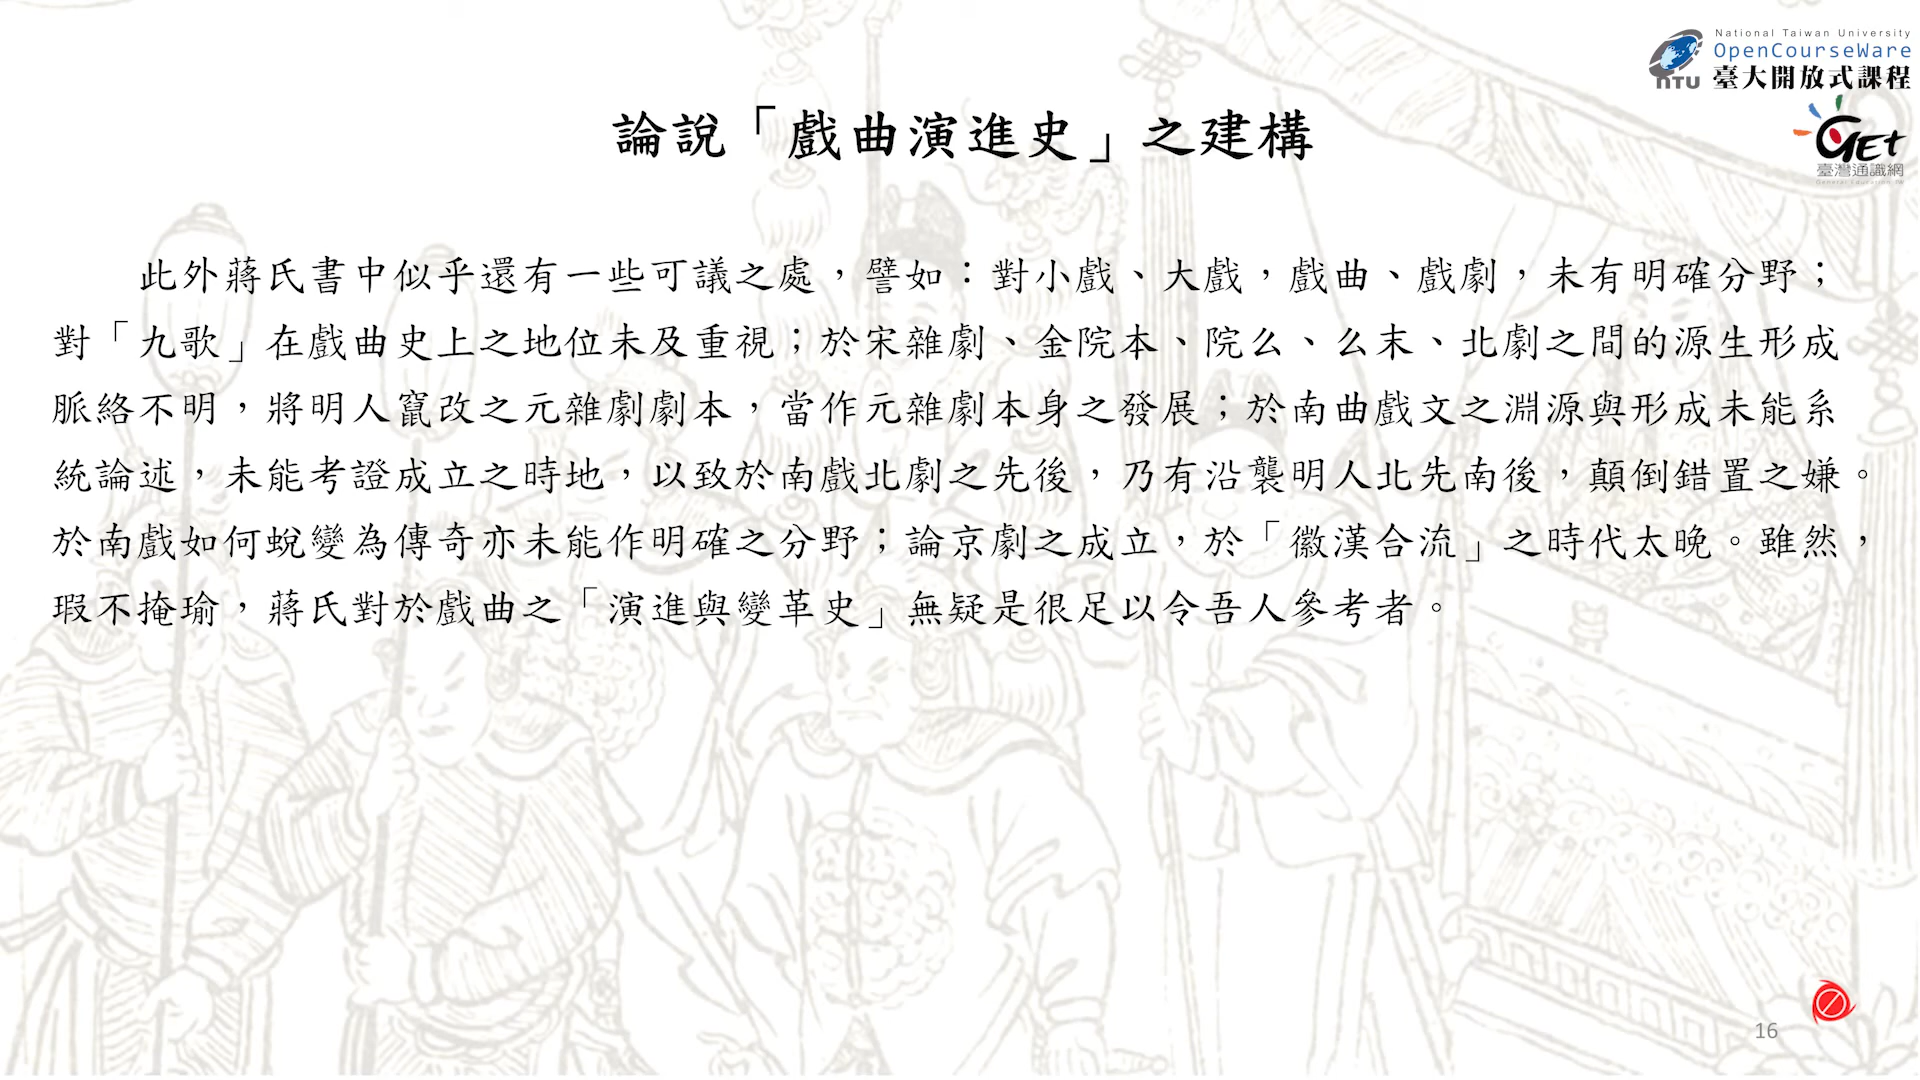 National Taiwan University
OpenCourseWare
NTU 臺大開放式課程
GET
臺灣通識網
General Education TW
論說「戲曲演進史」之建構
此外蔣氏書中似乎還有一些可議之處，譬如：對小戲、大戲，戲曲、戲劇，未有明確分野；
對「九歌」在戲曲史上之地位未及重視；於宋雜劇、金院本、院么、么末、北劇之間的源生形成
脈絡不明，將明人竄改之元雜劇劇本，當作元雜劇本身之發展；於南曲戲文之淵源與形成未能系
統論述，未能考證成立之時地，以致於南戲北劇之先後，乃有沿襲明人北先南後，顛倒錯置之嫌。
於南戲如何蛻變為傳奇亦未能作明確之分野；論京劇之成立，於「徽漢合流」之時代太晚。雖然，
瑕不掩瑜，蔣氏對於戲曲之「演進與變革史」無疑是很足以令吾人參考者。
16